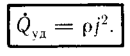 Q̇уд = ρj².